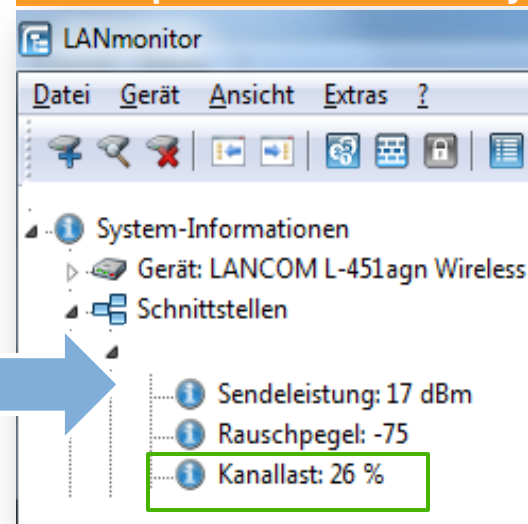 LANmonitor
Datei Gerät Ansicht Extras ?
System-Informationen
Gerät: LANCOM L-451agn Wireless
Schnittstellen
Sendeleistung: 17 dBm
Rauschpegel: -75
Kanallast: 26 %